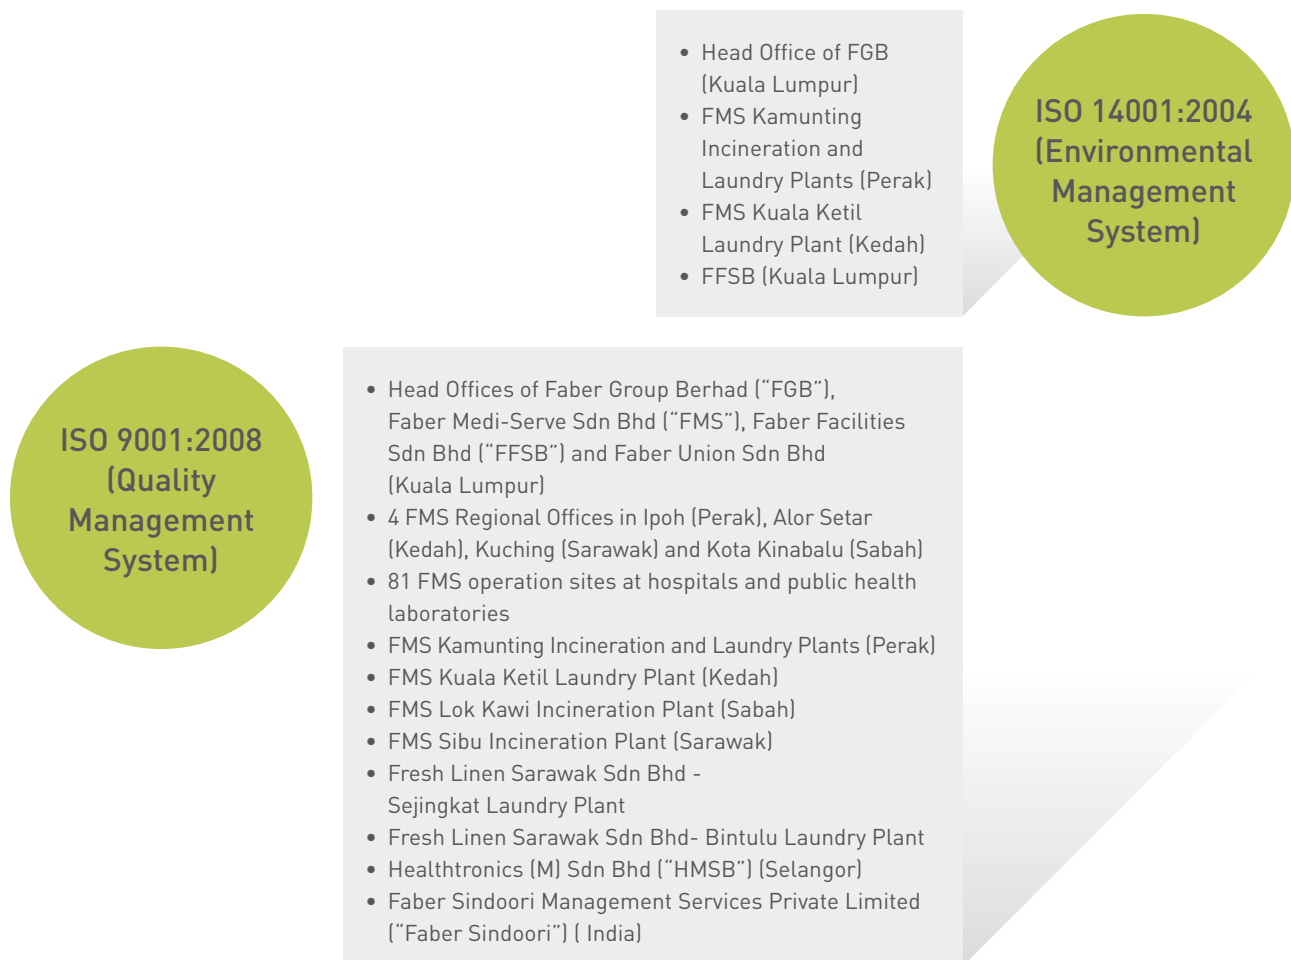 • Head Office of FGB
(Kuala Lumpur)
• FMS Kamunting
Incineration and
Laundry Plants (Perak)
• FMS Kuala Ketil
Laundry Plant (Kedah)
• FFSB (Kuala Lumpur)
ISO 14001:2004
(Environmental
Management
System)
ISO 9001:2008
(Quality
Management
System)
• Head Offices of Faber Group Berhad (“FGB”),
Faber Medi-Serve Sdn Bhd (“FMS”), Faber Facilities
Sdn Bhd (“FFSB”) and Faber Union Sdn Bhd
(Kuala Lumpur)
• 4 FMS Regional Offices in Ipoh (Perak), Alor Setar
(Kedah), Kuching (Sarawak) and Kota Kinabalu (Sabah)
• 81 FMS operation sites at hospitals and public health
laboratories
• FMS Kamunting Incineration and Laundry Plants (Perak)
• FMS Kuala Ketil Laundry Plant (Kedah)
• FMS Lok Kawi Incineration Plant (Sabah)
• FMS Sibu Incineration Plant (Sarawak)
• Fresh Linen Sarawak Sdn Bhd -
Sejingkat Laundry Plant
• Fresh Linen Sarawak Sdn Bhd- Bintulu Laundry Plant
• Healthtronics (M) Sdn Bhd (“HMSB”) (Selangor)
• Faber Sindoori Management Services Private Limited
(“Faber Sindoori”) ( India)